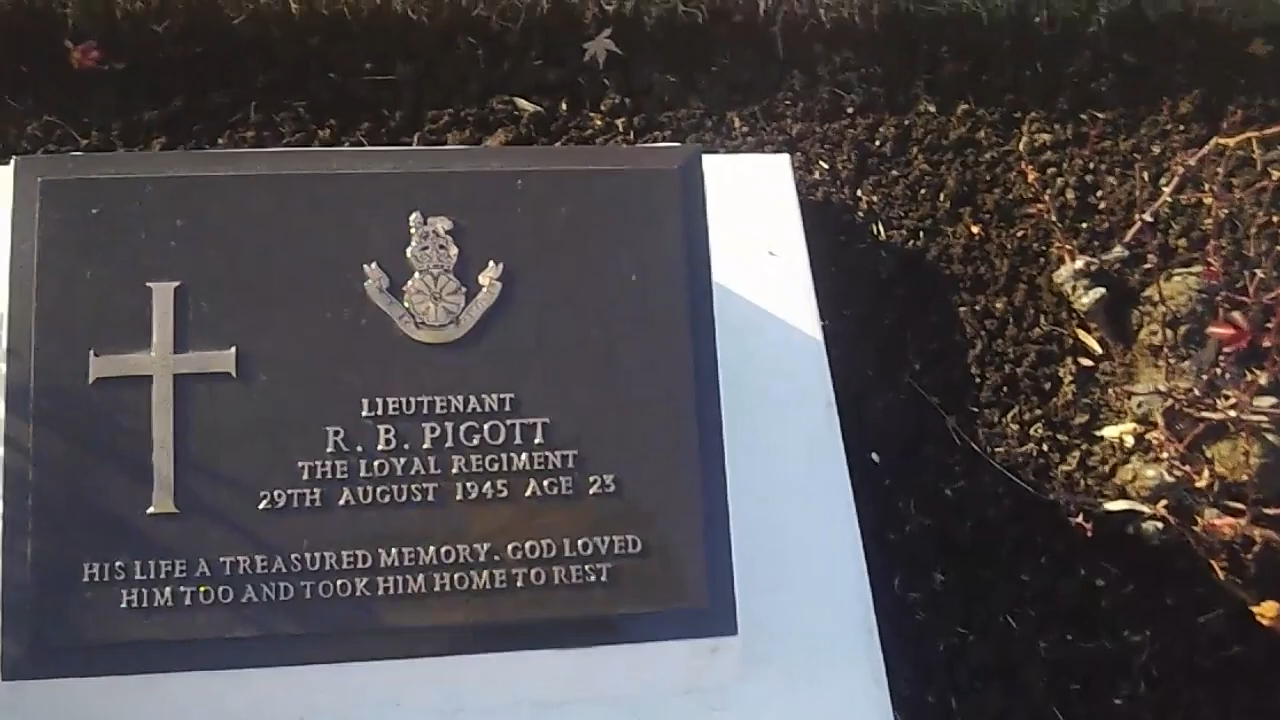 LIEUTENANT
R. B. PIGOTT
THE LOYAL REGIMENT
29TH AUGUST 1945 AGE 23
HIS LIFE A TREASURED MEMORY. GOD LOVED
HIM TOO AND TOOK HIM HOME TO REST